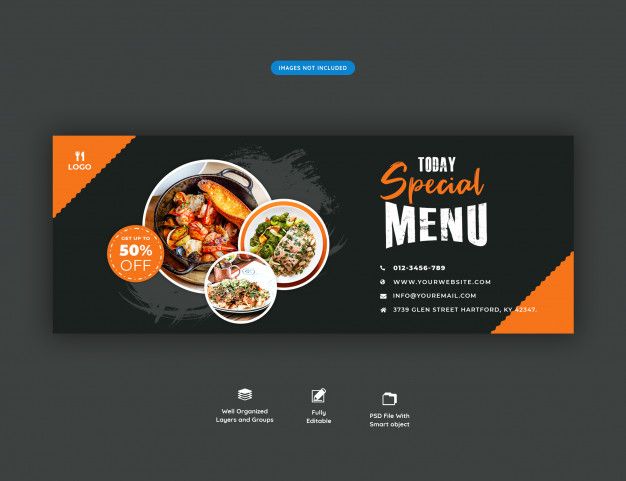 IMAGES NOT INCLUDED
LOGO
TODAY
Special
MENU
GET UP TO
50%
OFF
012-3456-789
WWW.YOURWEBSITE.COM
INFO@YOUREMAIL.COM
3739 GLEN STREET HARTFORD, KY 42347.
Well Organized
Layers and Groups
Fully
Editable
PSD File With
Smart object